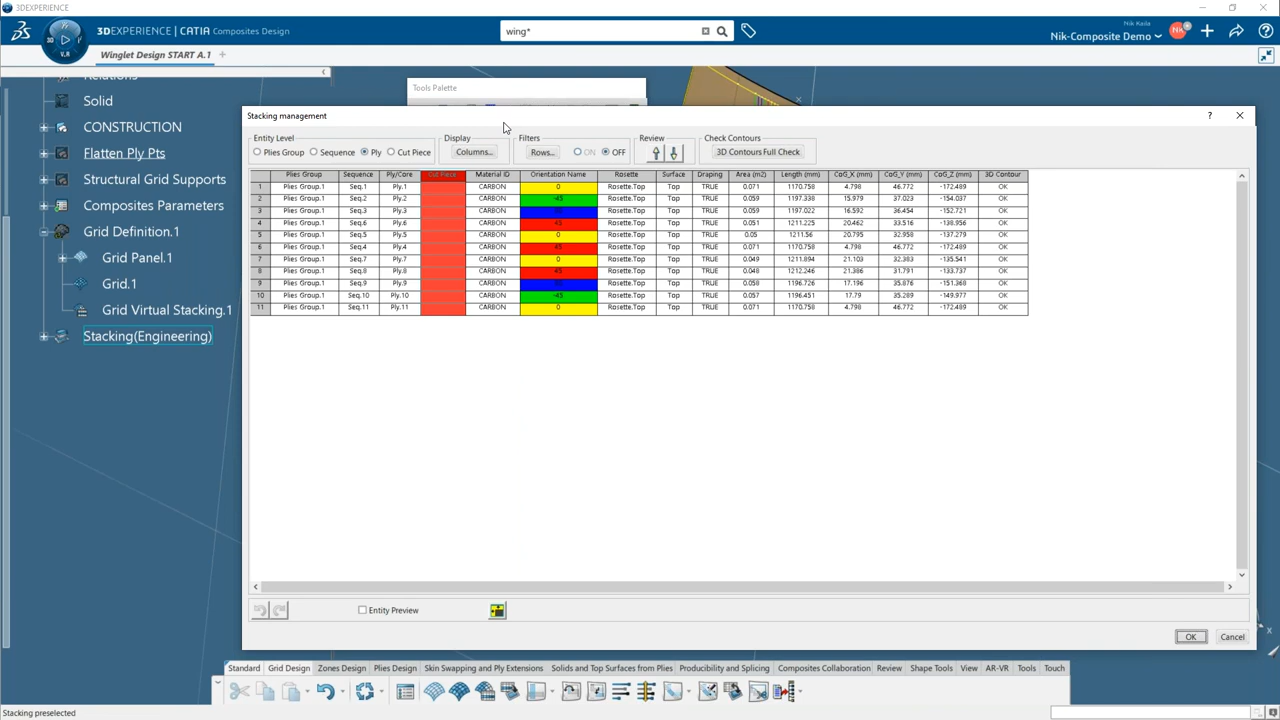 3DEXPERIENCE
3DEXPERIENCE | CATIA Composites Design
wing*
Nik Kada
Nik-Composite Demo
NK
V.R
Winglet Design START A.1
Relations
Solid
CONSTRUCTION
Flatten Ply Pts
Structural Grid Supports
Composites Parameters
Grid Definition.1
Grid Panel.1
Grid.1
Grid Virtual Stacking.1
Stacking(Engineering)
Tools Palette
Stacking management
Entity Level Display Filters Review Check Contours
Plies Group Sequence Ply Cut Piece Columns... Rows... ON OFF 3D Contours Full Check
Plies Group Sequence Ply/Core Cut Piece Material ID Orientation Name Rosette Surface Draping Area (m2) Length (mm) CoG_X (mm) CoG_Y (mm) CoG_Z (mm) 3D Contour
1 Plies Group.1 Seq.1 Ply.1 CARBON 0 Rosette.Top Top TRUE 0.071 1170.758 4.798 46.772 -172.489 OK
2 Plies Group.1 Seq.2 Ply.2 CARBON -45 Rosette.Top Top TRUE 0.059 1197.338 15.979 37.023 -154.037 OK
3 Plies Group.1 Seq.3 Ply.3 CARBON Rosette.Top Top TRUE 0.059 1197.022 16.592 36.454 -152.721 OK
4 Plies Group.1 Seq.6 Ply.6 CARBON 45 Rosette.Top Top TRUE 0.051 1211.225 20.462 33.516 -138.956 OK
5 Plies Group.1 Seq.5 Ply.5 CARBON 0 Rosette.Top Top TRUE 0.05 1211.56 20.795 32.958 -137.279 OK
6 Plies Group.1 Seq.4 Ply.4 CARBON 45 Rosette.Top Top TRUE 0.071 1170.758 4.798 46.772 -172.489 OK
7 Plies Group.1 Seq.7 Ply.7 CARBON 0 Rosette.Top Top TRUE 0.049 1211.894 21.103 32.383 -135.541 OK
8 Plies Group.1 Seq.8 Ply.8 CARBON 45 Rosette.Top Top TRUE 0.048 1212.246 21.386 31.791 -133.737 OK
9 Plies Group.1 Seq.9 Ply.9 CARBON Rosette.Top Top TRUE 0.058 1196.726 17.196 35.876 -151.368 OK
10 Plies Group.1 Seq.10 Ply.10 CARBON -45 Rosette.Top Top TRUE 0.057 1196.451 17.79 35.289 -149.977 OK
11 Plies Group.1 Seq.11 Ply.11 CARBON 0 Rosette.Top Top TRUE 0.071 1170.758 4.798 46.772 -172.489 OK
Entity Preview
OK Cancel
Standard Grid Design Zones Design Plies Design Skin Swapping and Ply Extensions Solids and Top Surfaces from Plies Producibility and Splicing Composites Collaboration Review Shape Tools View AR-VR Tools Touch
Stacking preselected